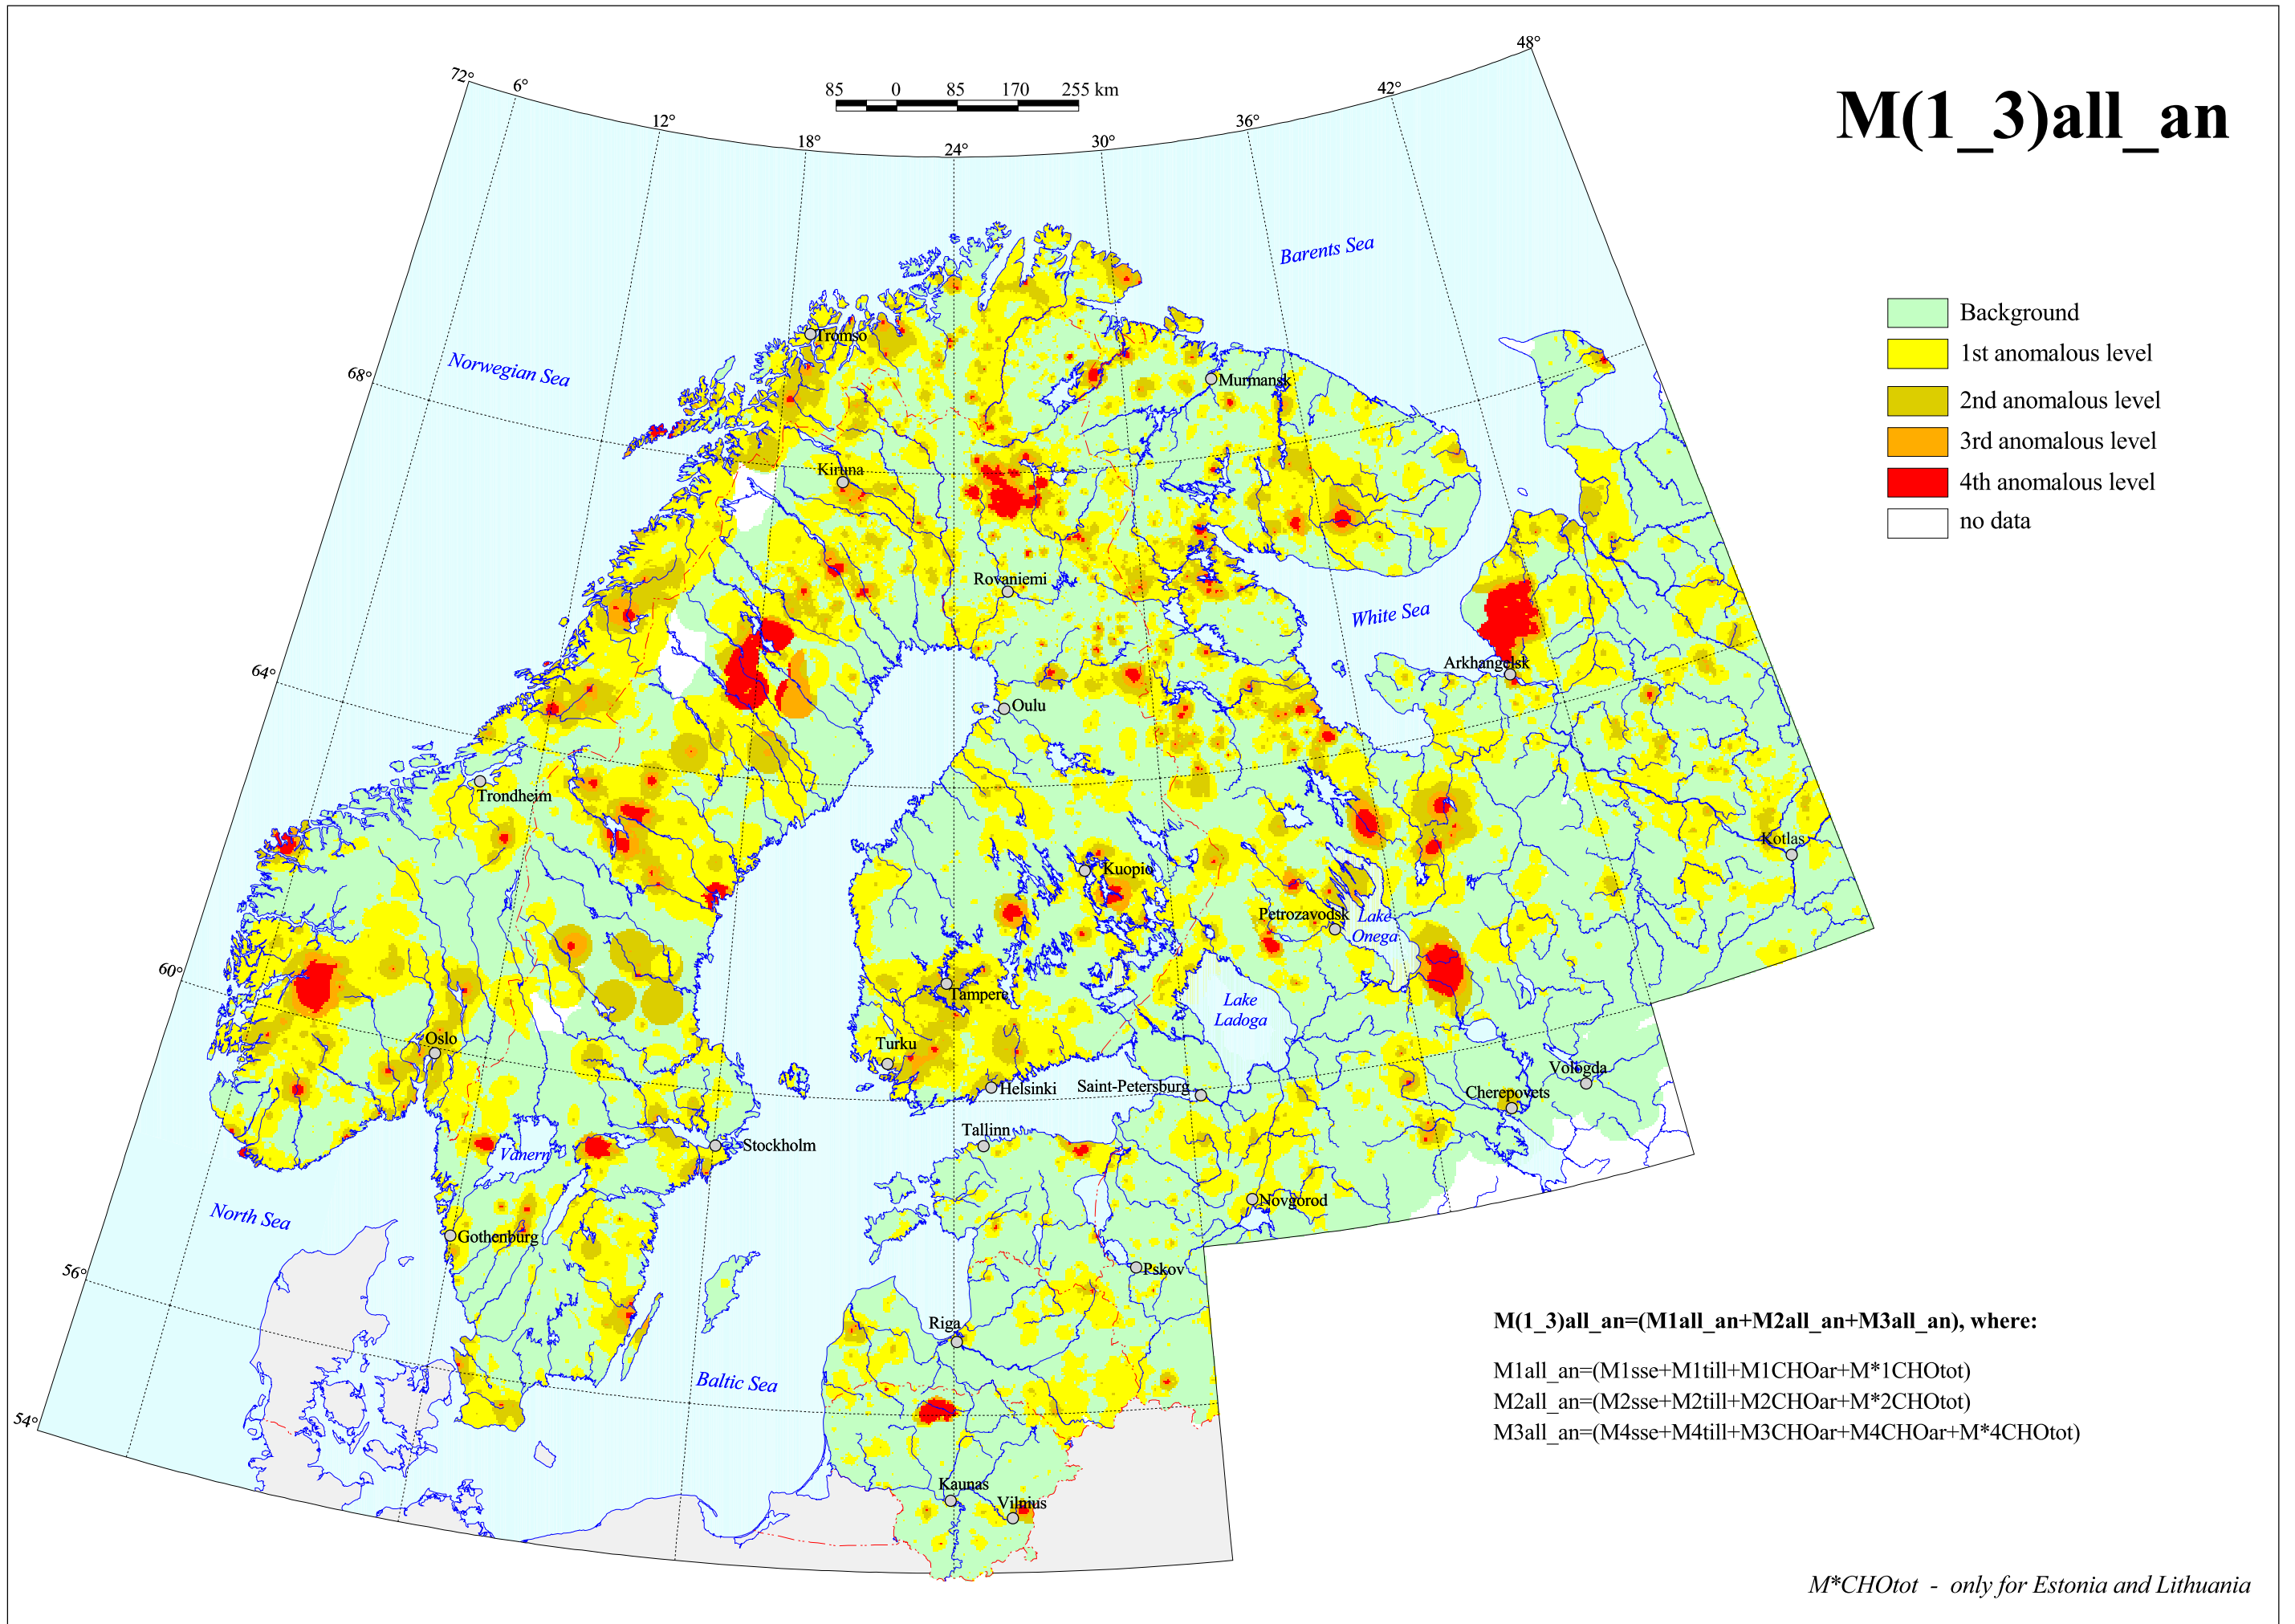 M(1_3)all_an
85 0 85 170 255 km
72° 6° 12° 18° 24° 30° 36° 42° 48°
68°
64°
60°
56°
54°
Barents Sea
Norwegian Sea
Tromso
Murmansk
Kiruna
Rovaniemi
White Sea
Arkhangelsk
Oulu
Trondheim
Kotlas
Kuopio
Petrozavodsk
Lake
Onega
Tampere
Lake
Ladoga
Oslo
Turku
Helsinki
Saint-Petersburg
Vologda
Cherepovets
Tallinn
Stockholm
Vanern
Novgorod
North Sea
Gothenburg
Pskov
Riga
Baltic Sea
Kaunas
Vilnius
Background
1st anomalous level
2nd anomalous level
3rd anomalous level
4th anomalous level
no data
M(1_3)all_an=(M1all_an+M2all_an+M3all_an), where:
M1all_an=(M1sse+M1till+M1CHOar+M*1CHOtot)
M2all_an=(M2sse+M2till+M2CHOar+M*2CHOtot)
M3all_an=(M4sse+M4till+M3CHOar+M4CHOar+M*4CHOtot)
M*CHOtot - only for Estonia and Lithuania